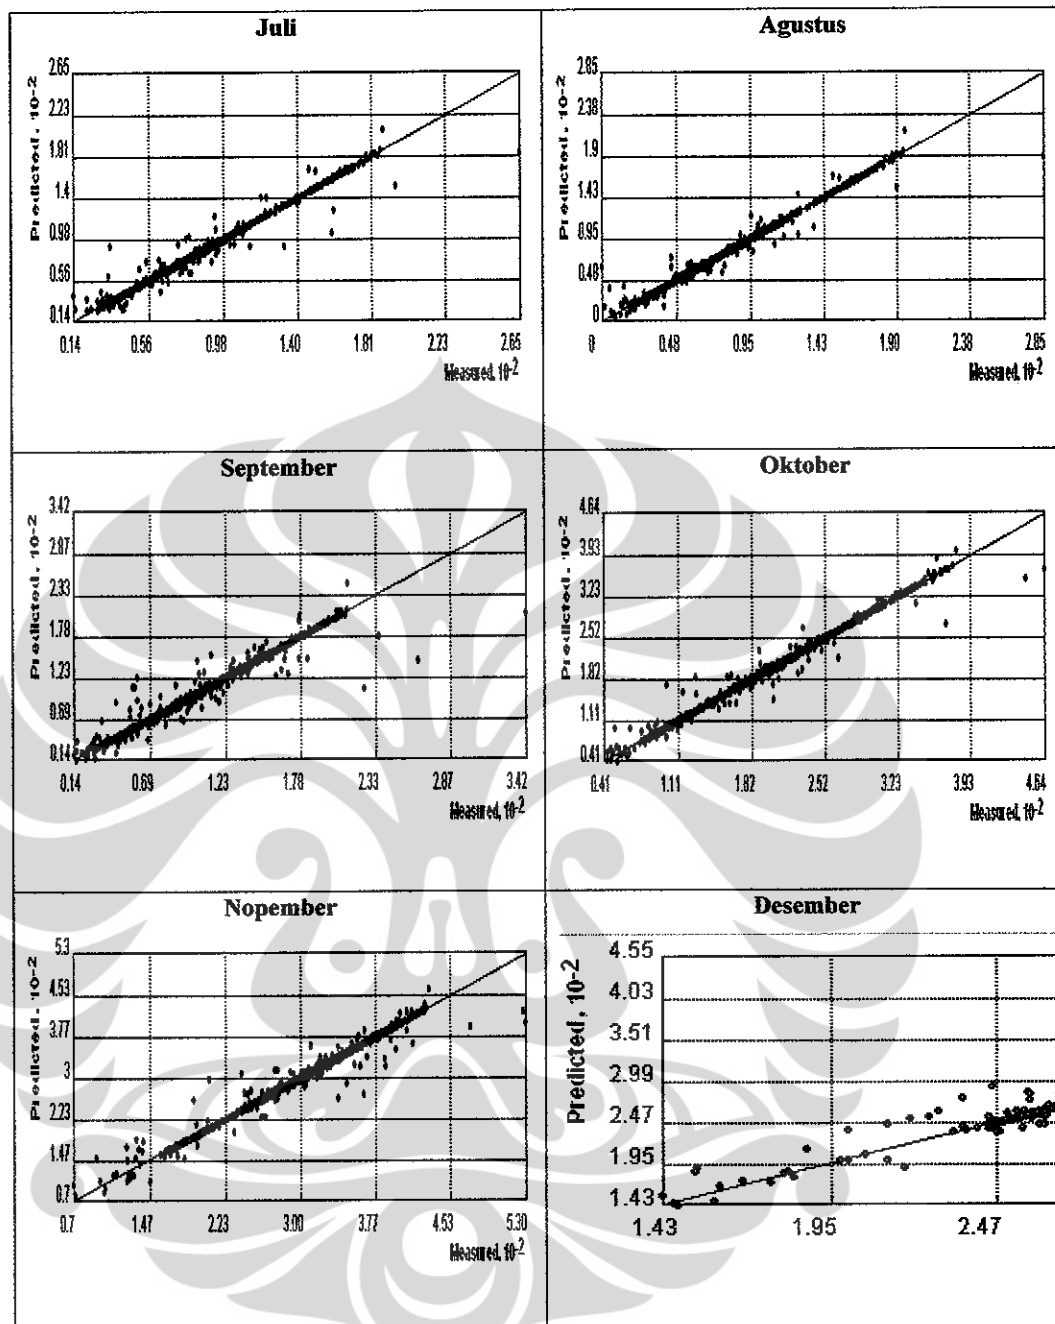 Juli
Predicted, 10-2
2.65
2.23
1.81
1.4
0.98
0.56
0.14
0.14 0.56 0.98 1.40 1.81 2.23 2.65
Measured, 10-2
Agustus
Predicted, 10-2
2.85
2.38
1.9
1.43
0.95
0.48
0
0 0.48 0.95 1.43 1.90 2.38 2.85
Measured, 10-2
September
Predicted, 10-2
3.42
2.87
2.33
1.78
1.23
0.69
0.14
0.14 0.69 1.23 1.78 2.33 2.87 3.42
Measured, 10-2
Oktober
Predicted, 10-2
4.64
3.93
3.23
2.52
1.82
1.11
0.41
0.41 1.11 1.82 2.52 3.23 3.93 4.64
Measured, 10-2
Nopember
Predicted, 10-2
5.3
4.53
3.77
3
2.23
1.47
0.7
0.7 1.47 2.23 3.00 3.77 4.53 5.30
Measured, 10-2
Desember
Predicted, 10-2
4.55
4.03
3.51
2.99
2.47
1.95
1.43
1.43 1.95 2.47